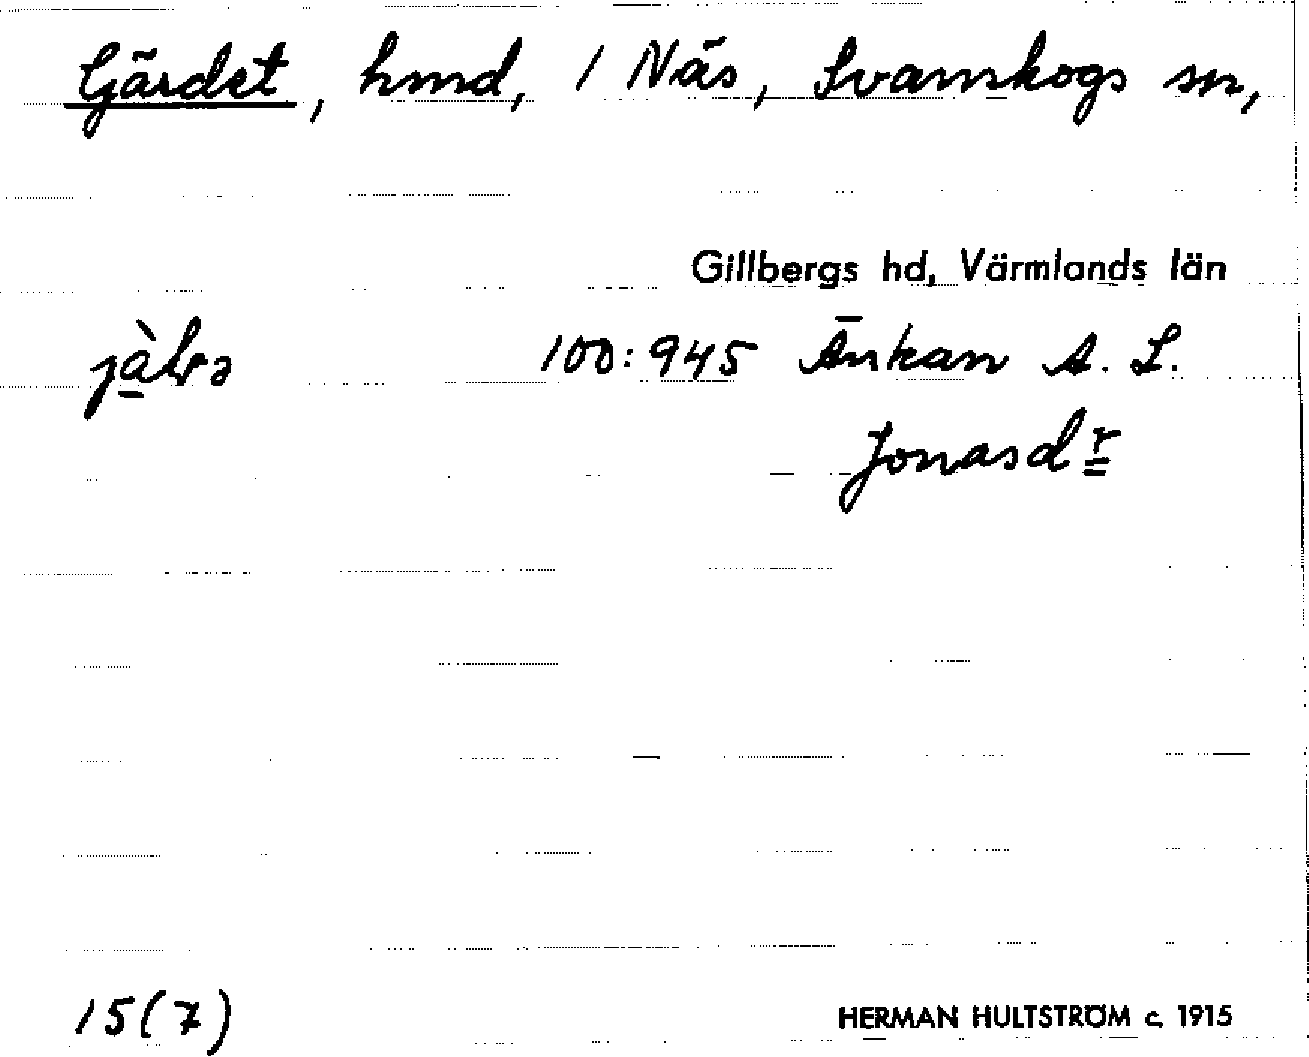 Gärdet, hmd, 1 Näs, Svanskogs sn,
Gillbergs hd, Värmlands län
100:945 Änkan A. L.
Jonasdr
15(7)
HERMAN HULTSTRÖM c. 1915